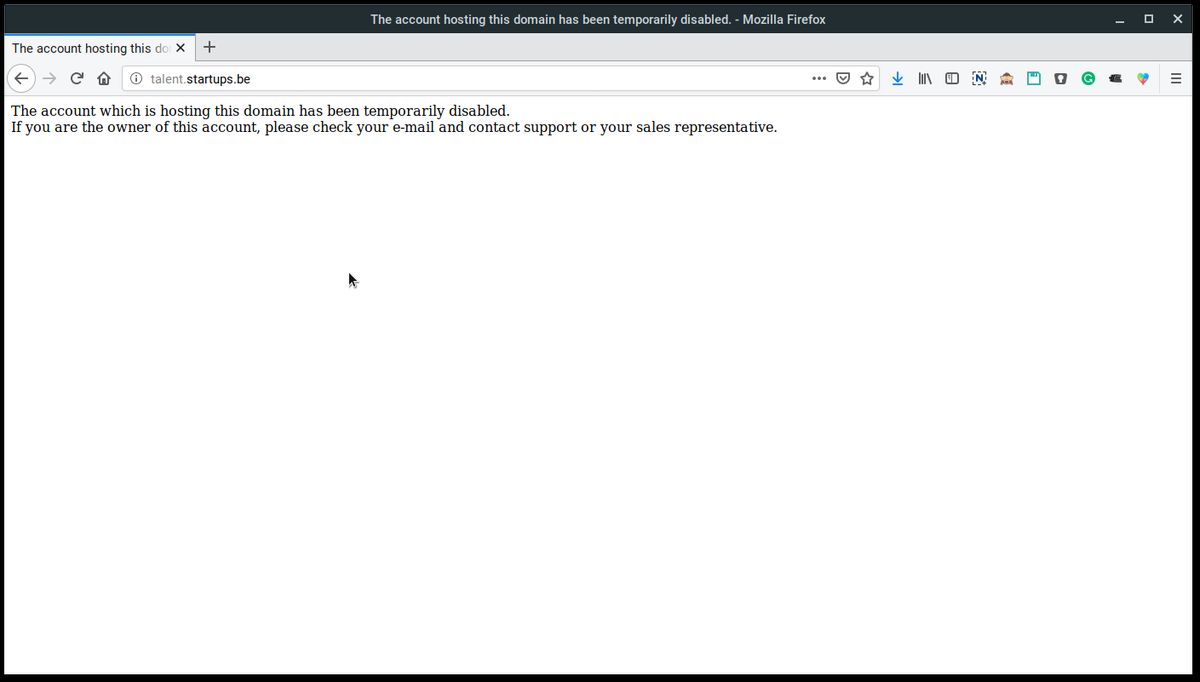 The account hosting this domain has been temporarily disabled. - Mozilla Firefox
The account hosting this do
talent.startups.be
The account which is hosting this domain has been temporarily disabled.
If you are the owner of this account, please check your e-mail and contact support or your sales representative.